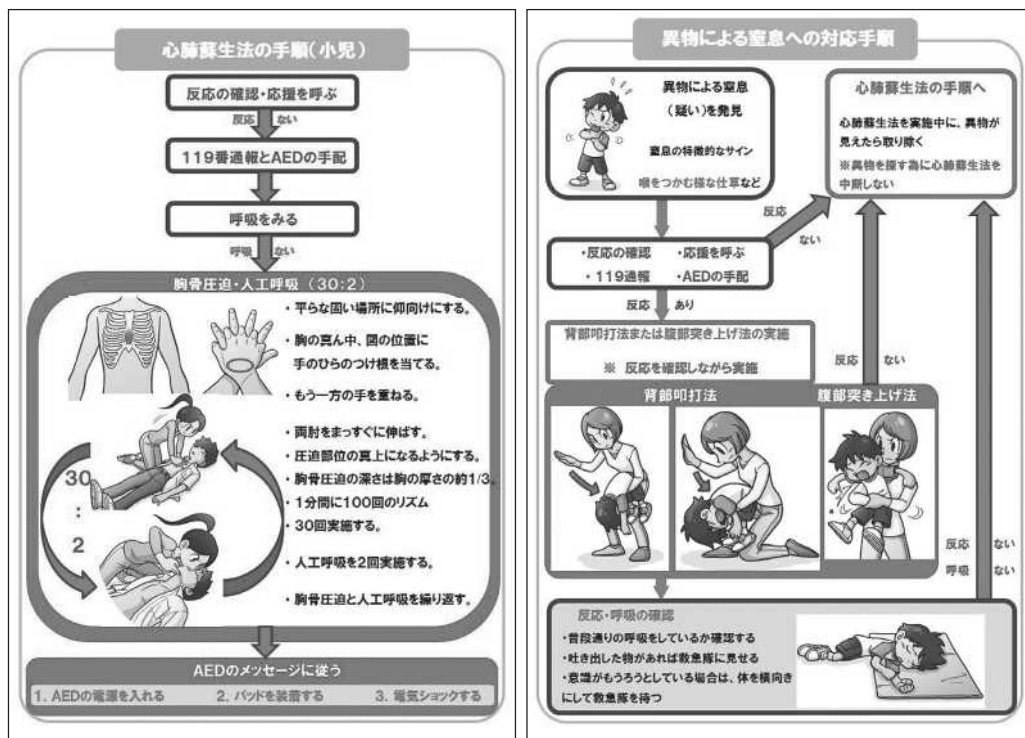 心肺蘇生法の手順(小児)
反応の確認・応援を呼ぶ
反応 ない
119番通報とAEDの手配
呼吸をみる
呼吸 ない
胸骨圧迫・人工呼吸(30:2)
・平らな固い場所に仰向けにする。
・胸の真ん中、図の位置に
手のひらのつけ根を当てる。
・もう一方の手を重ねる。
・両肘をまっすぐに伸ばす。
・圧迫部位の真上になるようにする。
・胸骨圧迫の深さは胸の厚さの約1/3。
・1分間に100回のリズム
・30回実施する。
・人工呼吸を2回実施する。
・胸骨圧迫と人工呼吸を繰り返す。
30
:
2
AEDのメッセージに従う
1. AEDの電源を入れる 2. パッドを装着する 3. 電気ショックする
異物による窒息への対応手順
異物による窒息
(疑い)を発見
窒息の特徴的なサイン
喉をつかむ様な仕草など
心肺蘇生法の手順へ
心肺蘇生法を実施中に、異物が
見えたら取り除く
※異物を探す為に心肺蘇生法を
中断しない
反応
ない
・反応の確認 ・応援を呼ぶ
・119通報 ・AEDの手配
反応 あり
背部叩打法または腹部突き上げ法の実施
※ 反応を確認しながら実施
反応 ない
背部叩打法 腹部突き上げ法
反応 ない
呼吸 ない
反応・呼吸の確認
・普段通りの呼吸をしているか確認する
・吐き出した物があれば救急隊に見せる
・意識がもうろうとしている場合は、体を横向き
にして救急隊を待つ